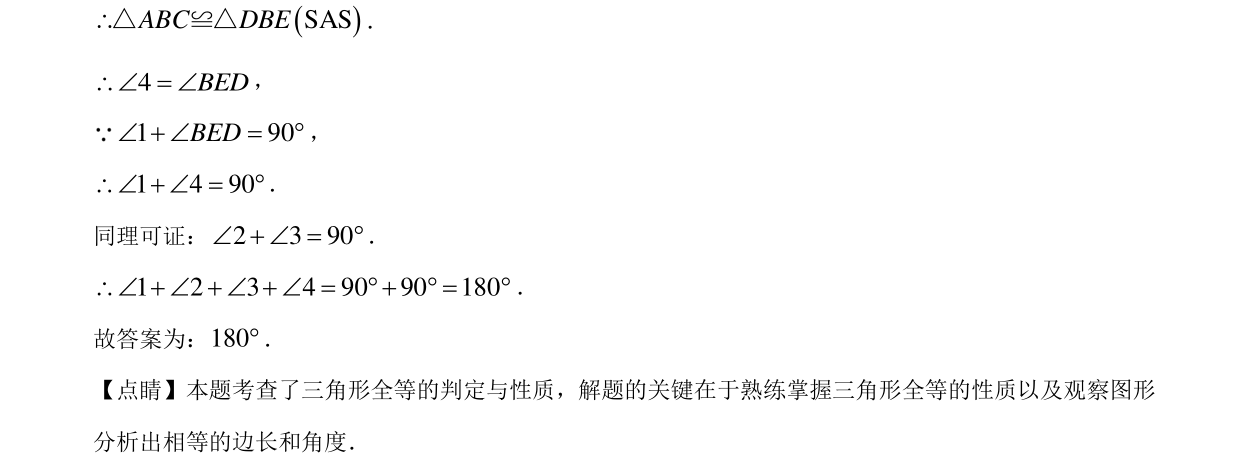 ∴△ABC≌△DBE(SAS).
∴∠4=∠BED，
∵∠1+∠BED=90°，
∴∠1+∠4=90°.
同理可证：∠2+∠3=90°.
∴∠1+∠2+∠3+∠4=90°+90°=180°.
故答案为：180°.
【点睛】本题考查了三角形全等的判定与性质，解题的关键在于熟练掌握三角形全等的性质以及观察图形
分析出相等的边长和角度.